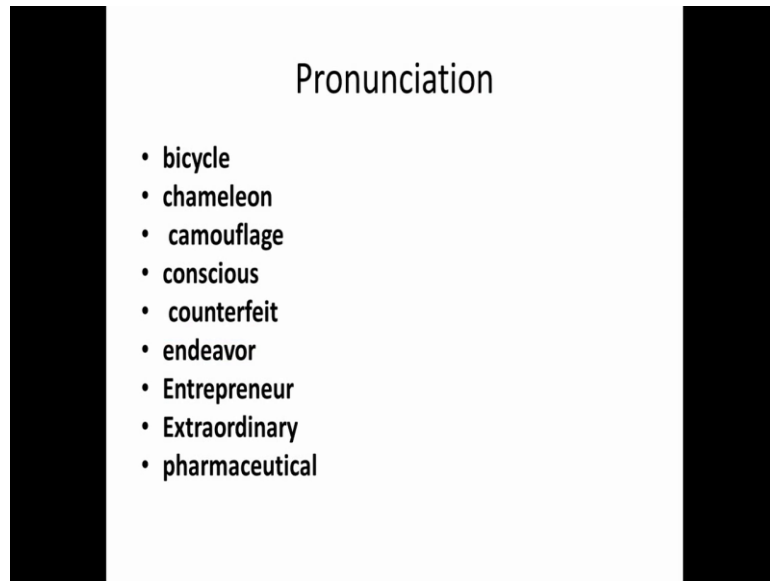 Pronunciation
• bicycle
• chameleon
• camouflage
• conscious
• counterfeit
• endeavor
• Entrepreneur
• Extraordinary
• pharmaceutical